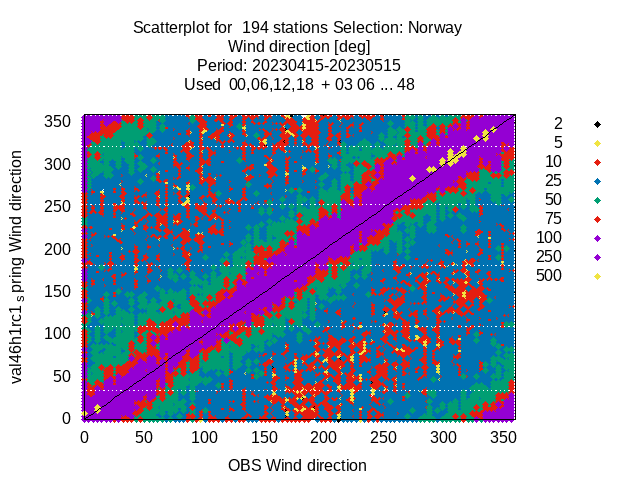 Scatterplot for  194 stations Selection: Norway
Wind direction [deg]
Period: 20230415-20230515
Used  00,06,12,18  + 03 06 ... 48
2
5
10
25
50
75
100
250
500
val46h1rc1 s pring Wind direction
350
300
250
200
150
100
50
0
0 50 100 150 200 250 300 350
OBS Wind direction